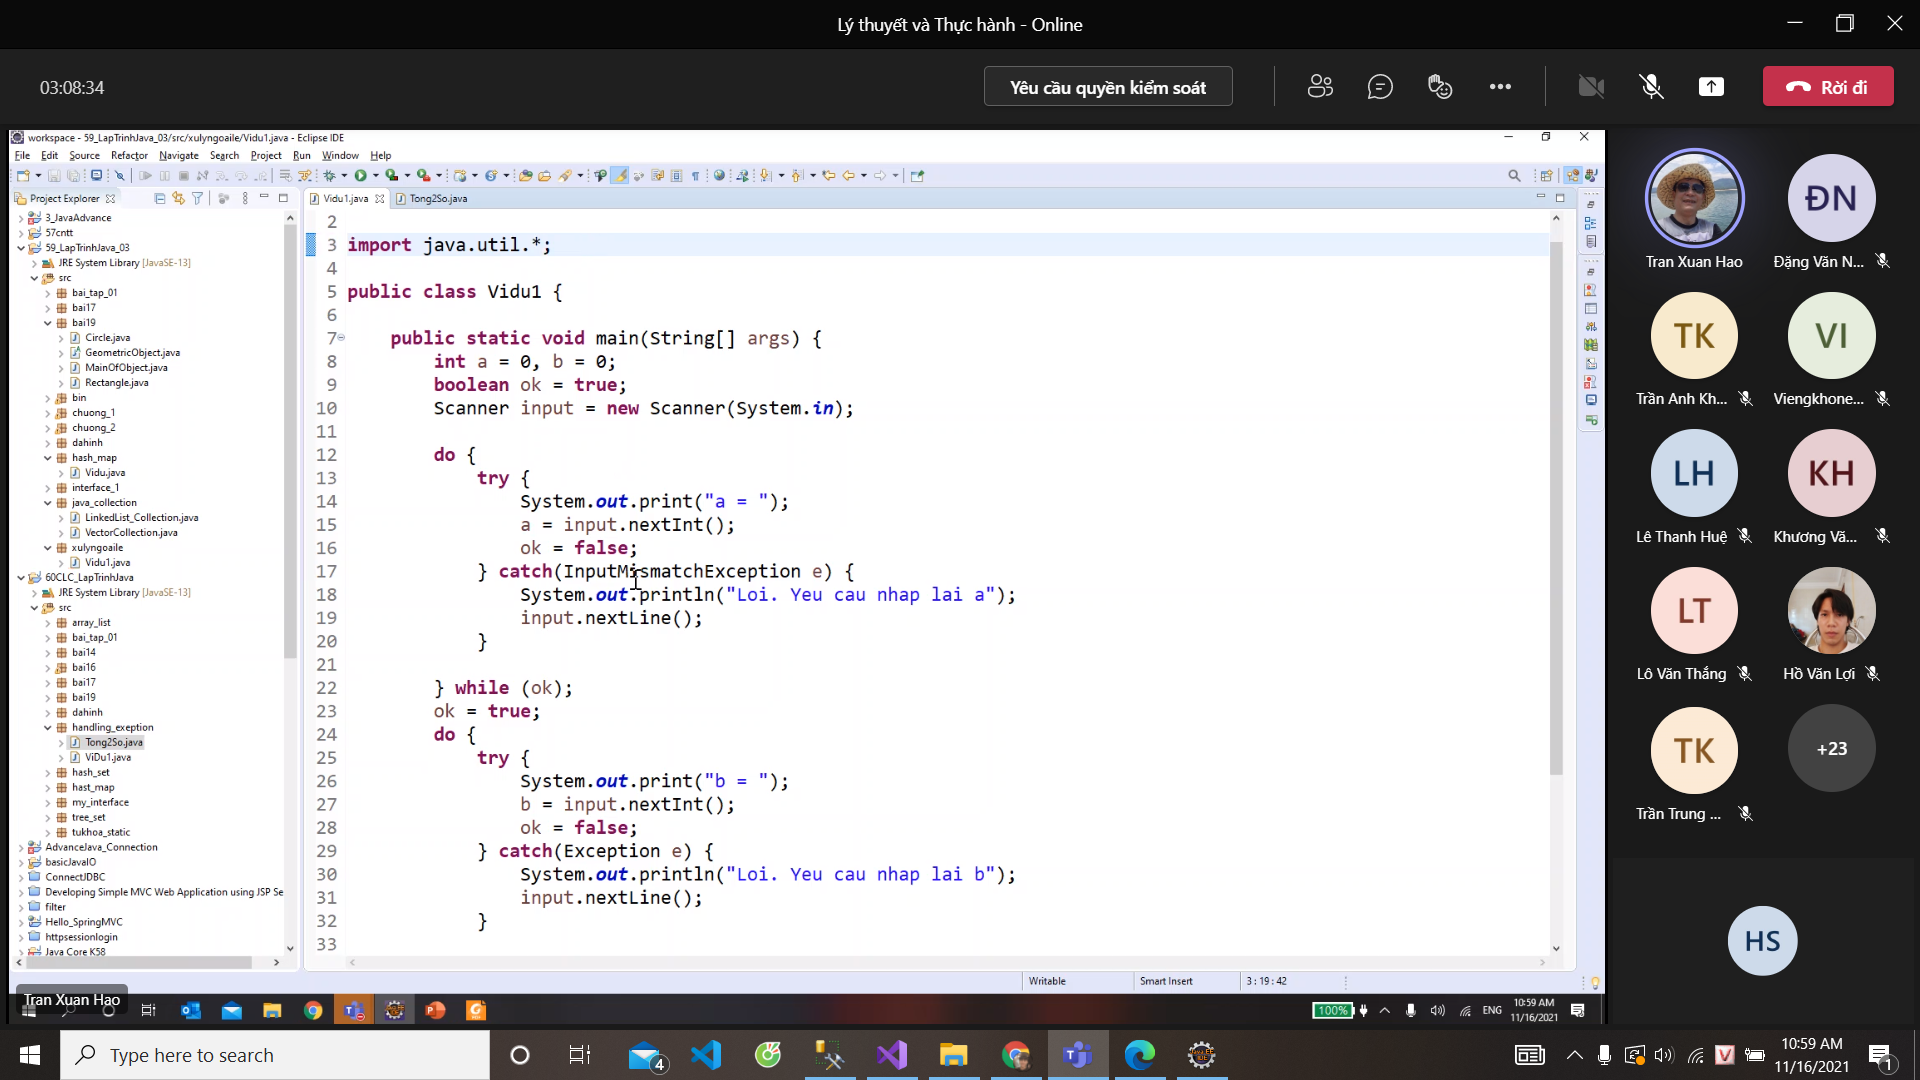 Lý thuyết và Thực hành - Online
03:08:34
Yêu cầu quyền kiểm soát
Rời đi
workspace - 59_LapTrinhJava_03/src/xulyngoaile/Vidu1.java - Eclipse IDE
File Edit Source Refactor Navigate Search Project Run Window Help
Project Explorer
3_JavaAdvance
57cntt
59_LapTrinhJava_03
JRE System Library [JavaSE-13]
src
bai_tap_01
bai17
bai19
Circle.java
GeometricObject.java
MainOfObject.java
Rectangle.java
bin
chuong_1
chuong_2
dahinh
hash_map
Vidu.java
interface_1
java_collection
LinkedList_Collection.java
VectorCollection.java
xulyngoaile
Vidu1.java
60CLC_LapTrinhJava
JRE System Library [JavaSE-13]
src
array_list
bai_tap_01
bai14
bai16
bai17
bai19
dahinh
handling_exeption
Tong2So.java
ViDu1.java
hash_set
hast_map
my_interface
tree_set
tukhoa_static
AdvanceJava_Connection
basicJavaIO
ConnectJDBC
Developing Simple MVC Web Application using JSP Se
filter
Hello_SpringMVC
httpsessionlogin
Java Core K58
Vidu1.java Tong2So.java
2
3 import java.util.*;
4
5 public class Vidu1 {
6
7 public static void main(String[] args) {
8 int a = 0, b = 0;
9 boolean ok = true;
10 Scanner input = new Scanner(System.in);
11
12 do {
13 try {
14 System.out.print("a = ");
15 a = input.nextInt();
16 ok = false;
17 } catch(InputMismatchException e) {
18 System.out.println("Loi. Yeu cau nhap lai a");
19 input.nextLine();
20 }
21
22 } while (ok);
23 ok = true;
24 do {
25 try {
26 System.out.print("b = ");
27 b = input.nextInt();
28 ok = false;
29 } catch(Exception e) {
30 System.out.println("Loi. Yeu cau nhap lai b");
31 input.nextLine();
32 }
33
Writable Smart Insert 3 : 19 : 42
Tran Xuan Hao
100% ENG 10:59 AM
11/16/2021
Tran Xuan Hao
ĐN
Đặng Văn N...
TK
Trần Anh Kh...
VI
Viengkhone...
LH
Lê Thanh Huệ
KH
Khương Vă...
LT
Lô Văn Thắng
Hồ Văn Lợi
TK
Trần Trung ...
+23
HS
Type here to search
4
V
10:59 AM
11/16/2021
1